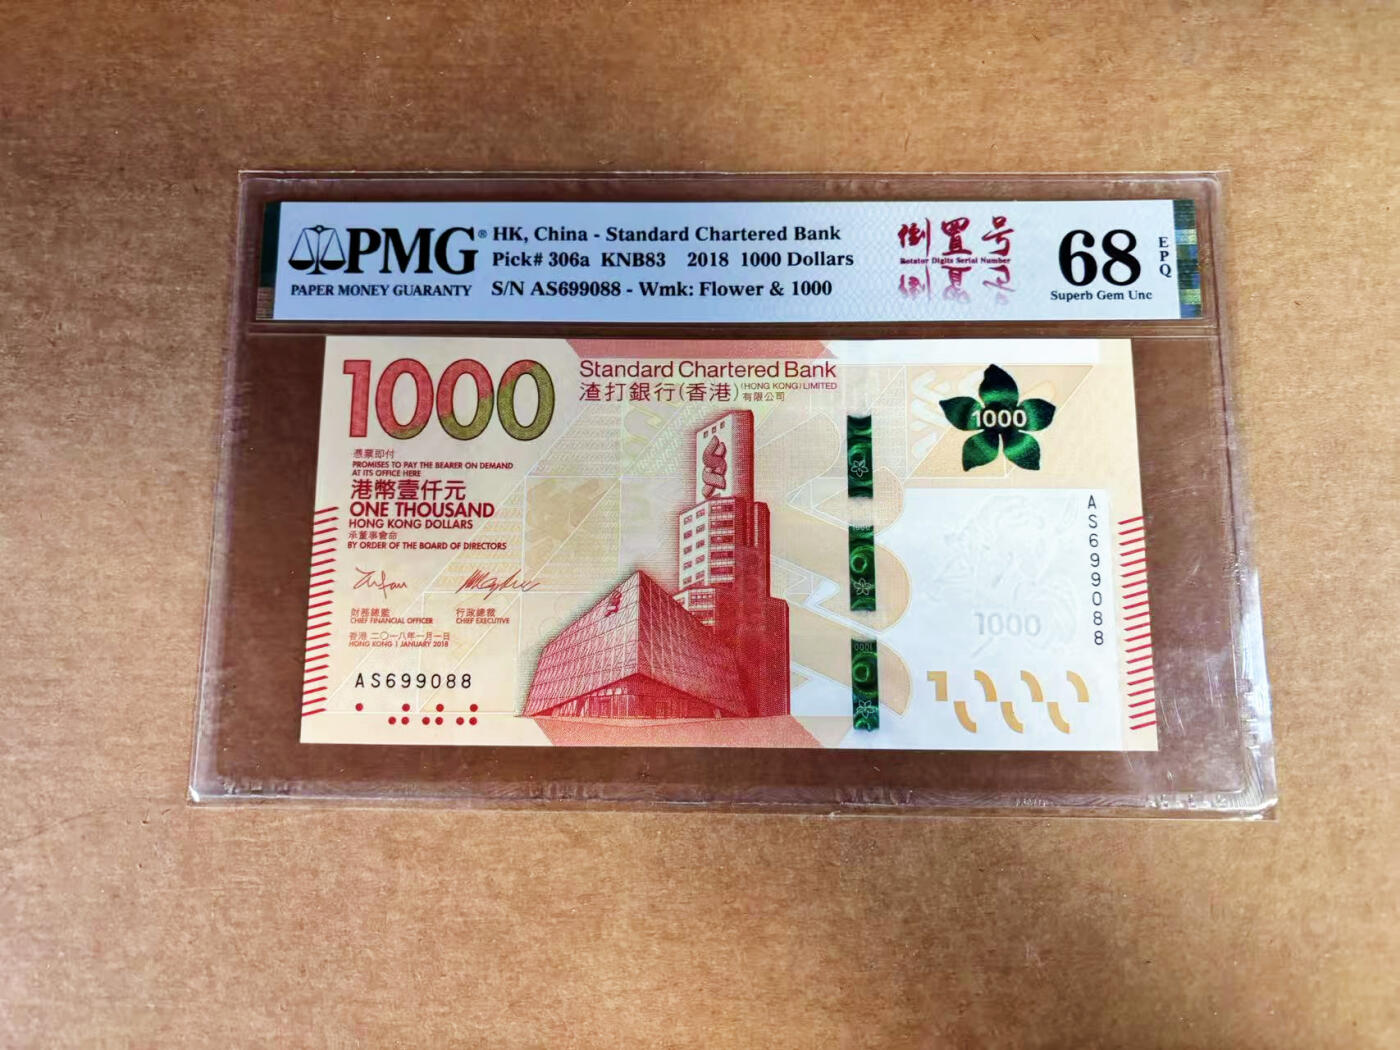 PMG®
PAPER MONEY GUARANTY
HK, China - Standard Chartered Bank
Pick# 306a KNB83 2018 1000 Dollars
S/N AS699088 - Wmk: Flower & 1000
倒置号
Rotator Digits Serial Number
68
Superb Gem Unc
EPQ
1000
Standard Chartered Bank
渣打銀行(香港)
(HONG KONG) LIMITED
有限公司
1000
憑票即付
PROMISES TO PAY THE BEARER ON DEMAND
AT ITS OFFICE HERE
港幣壹仟元
ONE THOUSAND
HONG KONG DOLLARS
承董事會命
BY ORDER OF THE BOARD OF DIRECTORS
財務總監
CHIEF FINANCIAL OFFICER
行政總裁
CHIEF EXECUTIVE
香港 二〇一八年一月一日
HONG KONG 1 JANUARY 2018
AS699088
AS699088
1000
1000